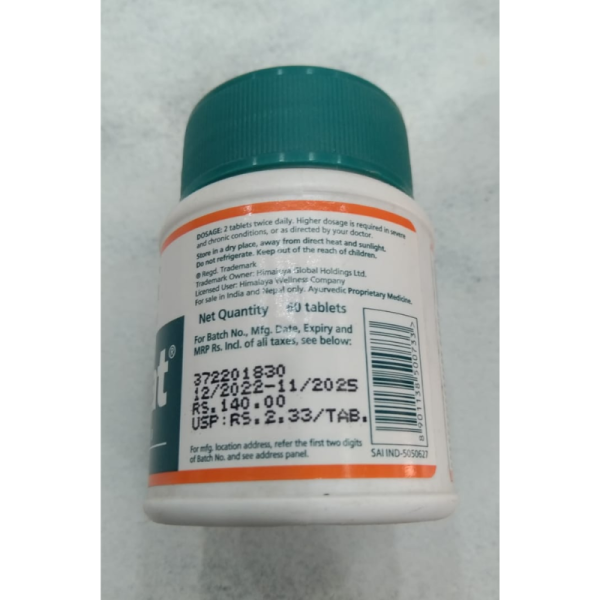 DOSAGE: 2 tablets twice daily. Higher dosage is required in severe
and chronic conditions, or as directed by your doctor.
Store in a dry place, away from direct heat and sunlight.
Do not refrigerate. Keep out of the reach of children.
® Regd. Trademark
Trademark Owner: Himalaya Global Holdings Ltd.
Licensed User: Himalaya Wellness Company
For sale in India and Nepal only. Ayurvedic Proprietary Medicine.
Net Quantity 60 tablets
For Batch No., Mfg. Date, Expiry and
MRP Rs. Incl. of all taxes, see below:
372201830
12/2022-11/2025
RS.140.00
USP:RS.2.33/TAB.
For mfg. location address, refer the first two digits
of Batch No. and see address panel.
SAI IND-5050627
t®